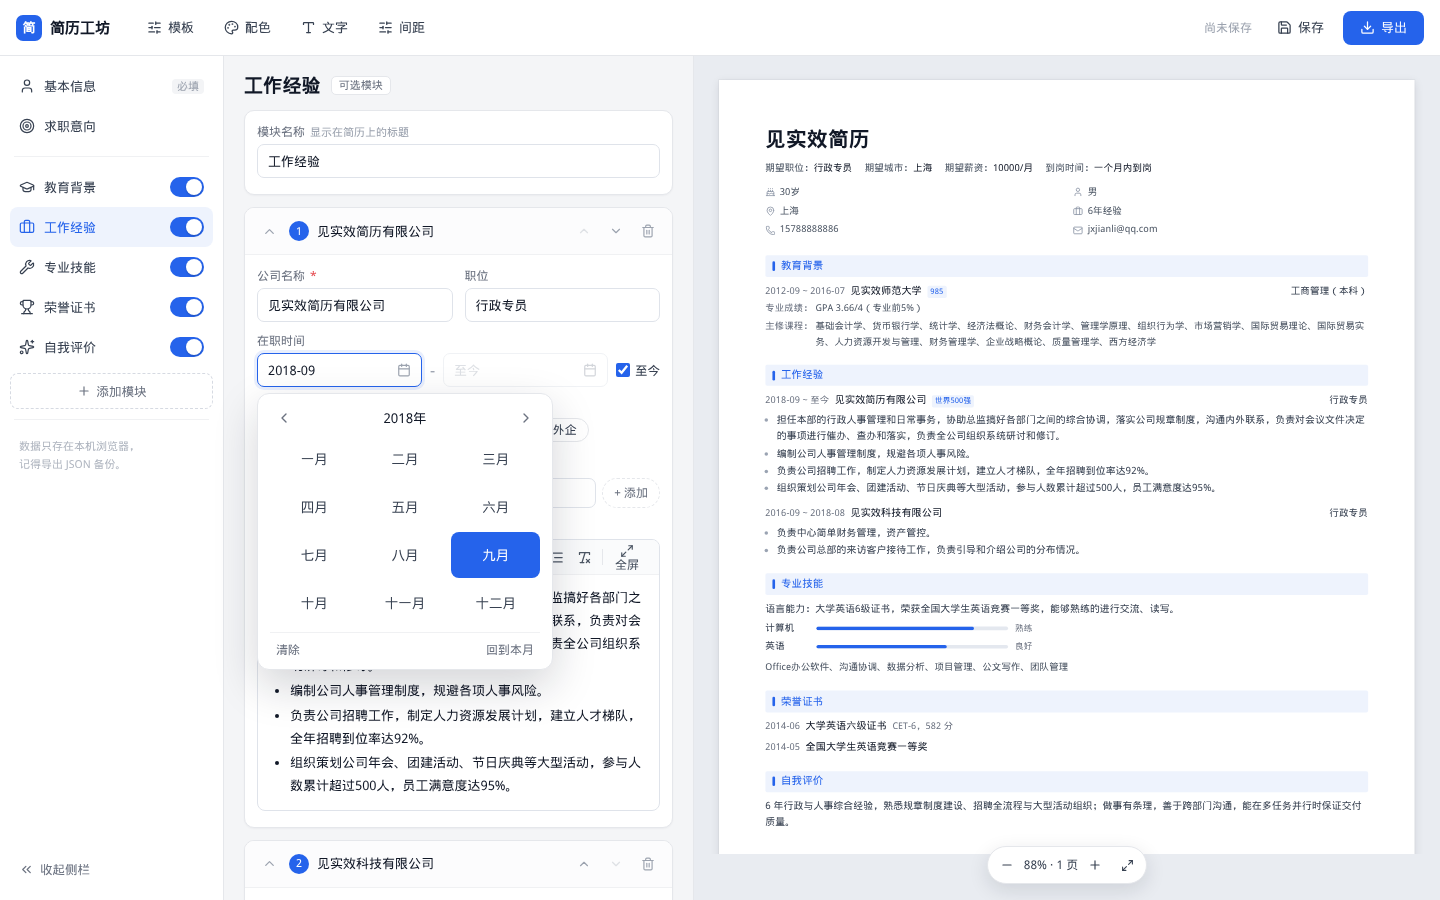 简 简历工坊 模板 配色 文字 间距 尚未保存 保存 导出
基本信息 必填
求职意向
教育背景
工作经验
专业技能
荣誉证书
自我评价
添加模块
数据只存在本机浏览器，
记得导出 JSON 备份。
收起侧栏
工作经验 可选模块
模块名称 显示在简历上的标题
工作经验
1 见实效简历有限公司
公司名称 * 职位
见实效简历有限公司 行政专员
在职时间
2018-09 - 至今 至今
2018年
一月 二月 三月
四月 五月 六月
七月 八月 九月
十月 十一月 十二月
清除 回到本月
外企
+ 添加
全屏
监搞好各部门之
联系，负责对会
责全公司组织系
编制公司人事管理制度，规避各项人事风险。
负责公司招聘工作，制定人力资源发展计划，建立人才梯队，
全年招聘到位率达92%。
组织策划公司年会、团建活动、节日庆典等大型活动，参与人
数累计超过500人，员工满意度达95%。
2 见实效科技有限公司
见实效简历
期望职位：行政专员 期望城市：上海 期望薪资：10000/月 到岗时间：一个月内到岗
30岁 男
上海 6年经验
15788888886 jxjianli@qq.com
教育背景
2012-09 ~ 2016-07 见实效师范大学 985 工商管理（本科）
专业成绩： GPA 3.66/4（专业前5%）
主修课程： 基础会计学、货币银行学、统计学、经济法概论、财务会计学、管理学原理、组织行为学、市场营销学、国际贸易理论、国际贸易实
务、人力资源开发与管理、财务管理学、企业战略概论、质量管理学、西方经济学
工作经验
2018-09 ~ 至今 见实效简历有限公司 世界500强 行政专员
担任本部的行政人事管理和日常事务，协助总监搞好各部门之间的综合协调，落实公司规章制度，沟通内外联系，负责对会议文件决定
的事项进行催办、查办和落实，负责全公司组织系统研讨和修订。
编制公司人事管理制度，规避各项人事风险。
负责公司招聘工作，制定人力资源发展计划，建立人才梯队，全年招聘到位率达92%。
组织策划公司年会、团建活动、节日庆典等大型活动，参与人数累计超过500人，员工满意度达95%。
2016-09 ~ 2018-08 见实效科技有限公司 行政专员
负责中心简单财务管理，资产管控。
负责公司总部的来访客户接待工作，负责引导和介绍公司的分布情况。
专业技能
语言能力：大学英语6级证书，荣获全国大学生英语竞赛一等奖，能够熟练的进行交流、读写。
计算机 熟练
英语 良好
Office办公软件、沟通协调、数据分析、项目管理、公文写作、团队管理
荣誉证书
2014-06 大学英语六级证书 CET-6，582 分
2014-05 全国大学生英语竞赛一等奖
自我评价
6 年行政与人事综合经验，熟悉规章制度建设、招聘全流程与大型活动组织；做事有条理，善于跨部门沟通，能在多任务并行时保证交付
质量。
88% · 1 页